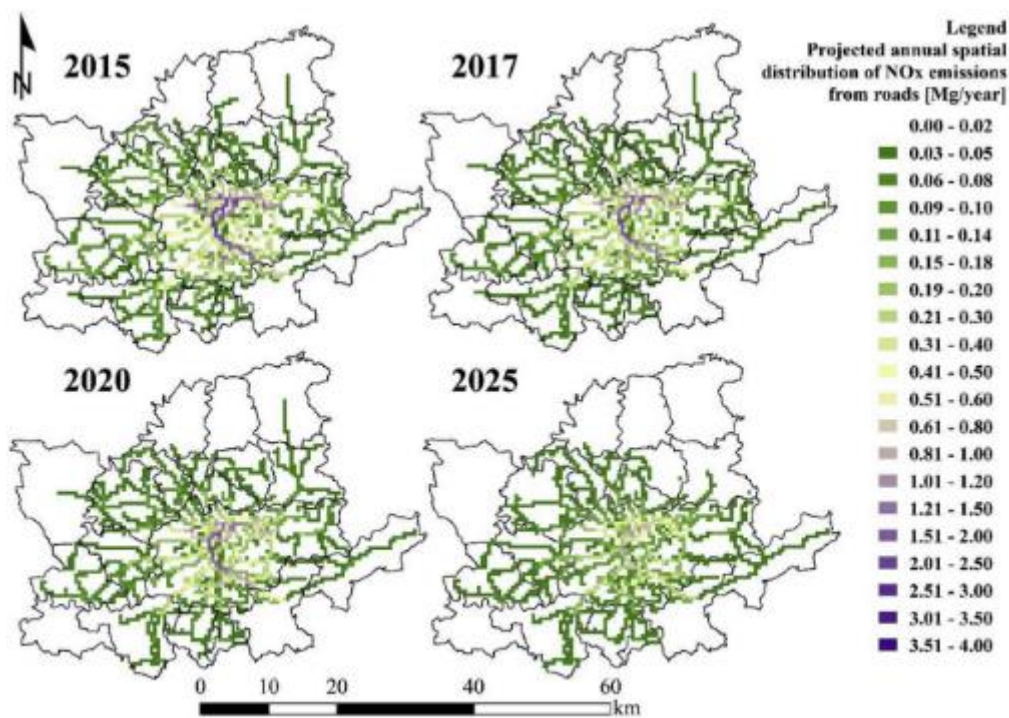 N
2015
2017
2020
2025
Legend
Projected annual spatial
distribution of NOx emissions
from roads [Mg/year]
0.00 - 0.02
0.03 - 0.05
0.06 - 0.08
0.09 - 0.10
0.11 - 0.14
0.15 - 0.18
0.19 - 0.20
0.21 - 0.30
0.31 - 0.40
0.41 - 0.50
0.51 - 0.60
0.61 - 0.80
0.81 - 1.00
1.01 - 1.20
1.21 - 1.50
1.51 - 2.00
2.01 - 2.50
2.51 - 3.00
3.01 - 3.50
3.51 - 4.00
0 10 20 40 60
km